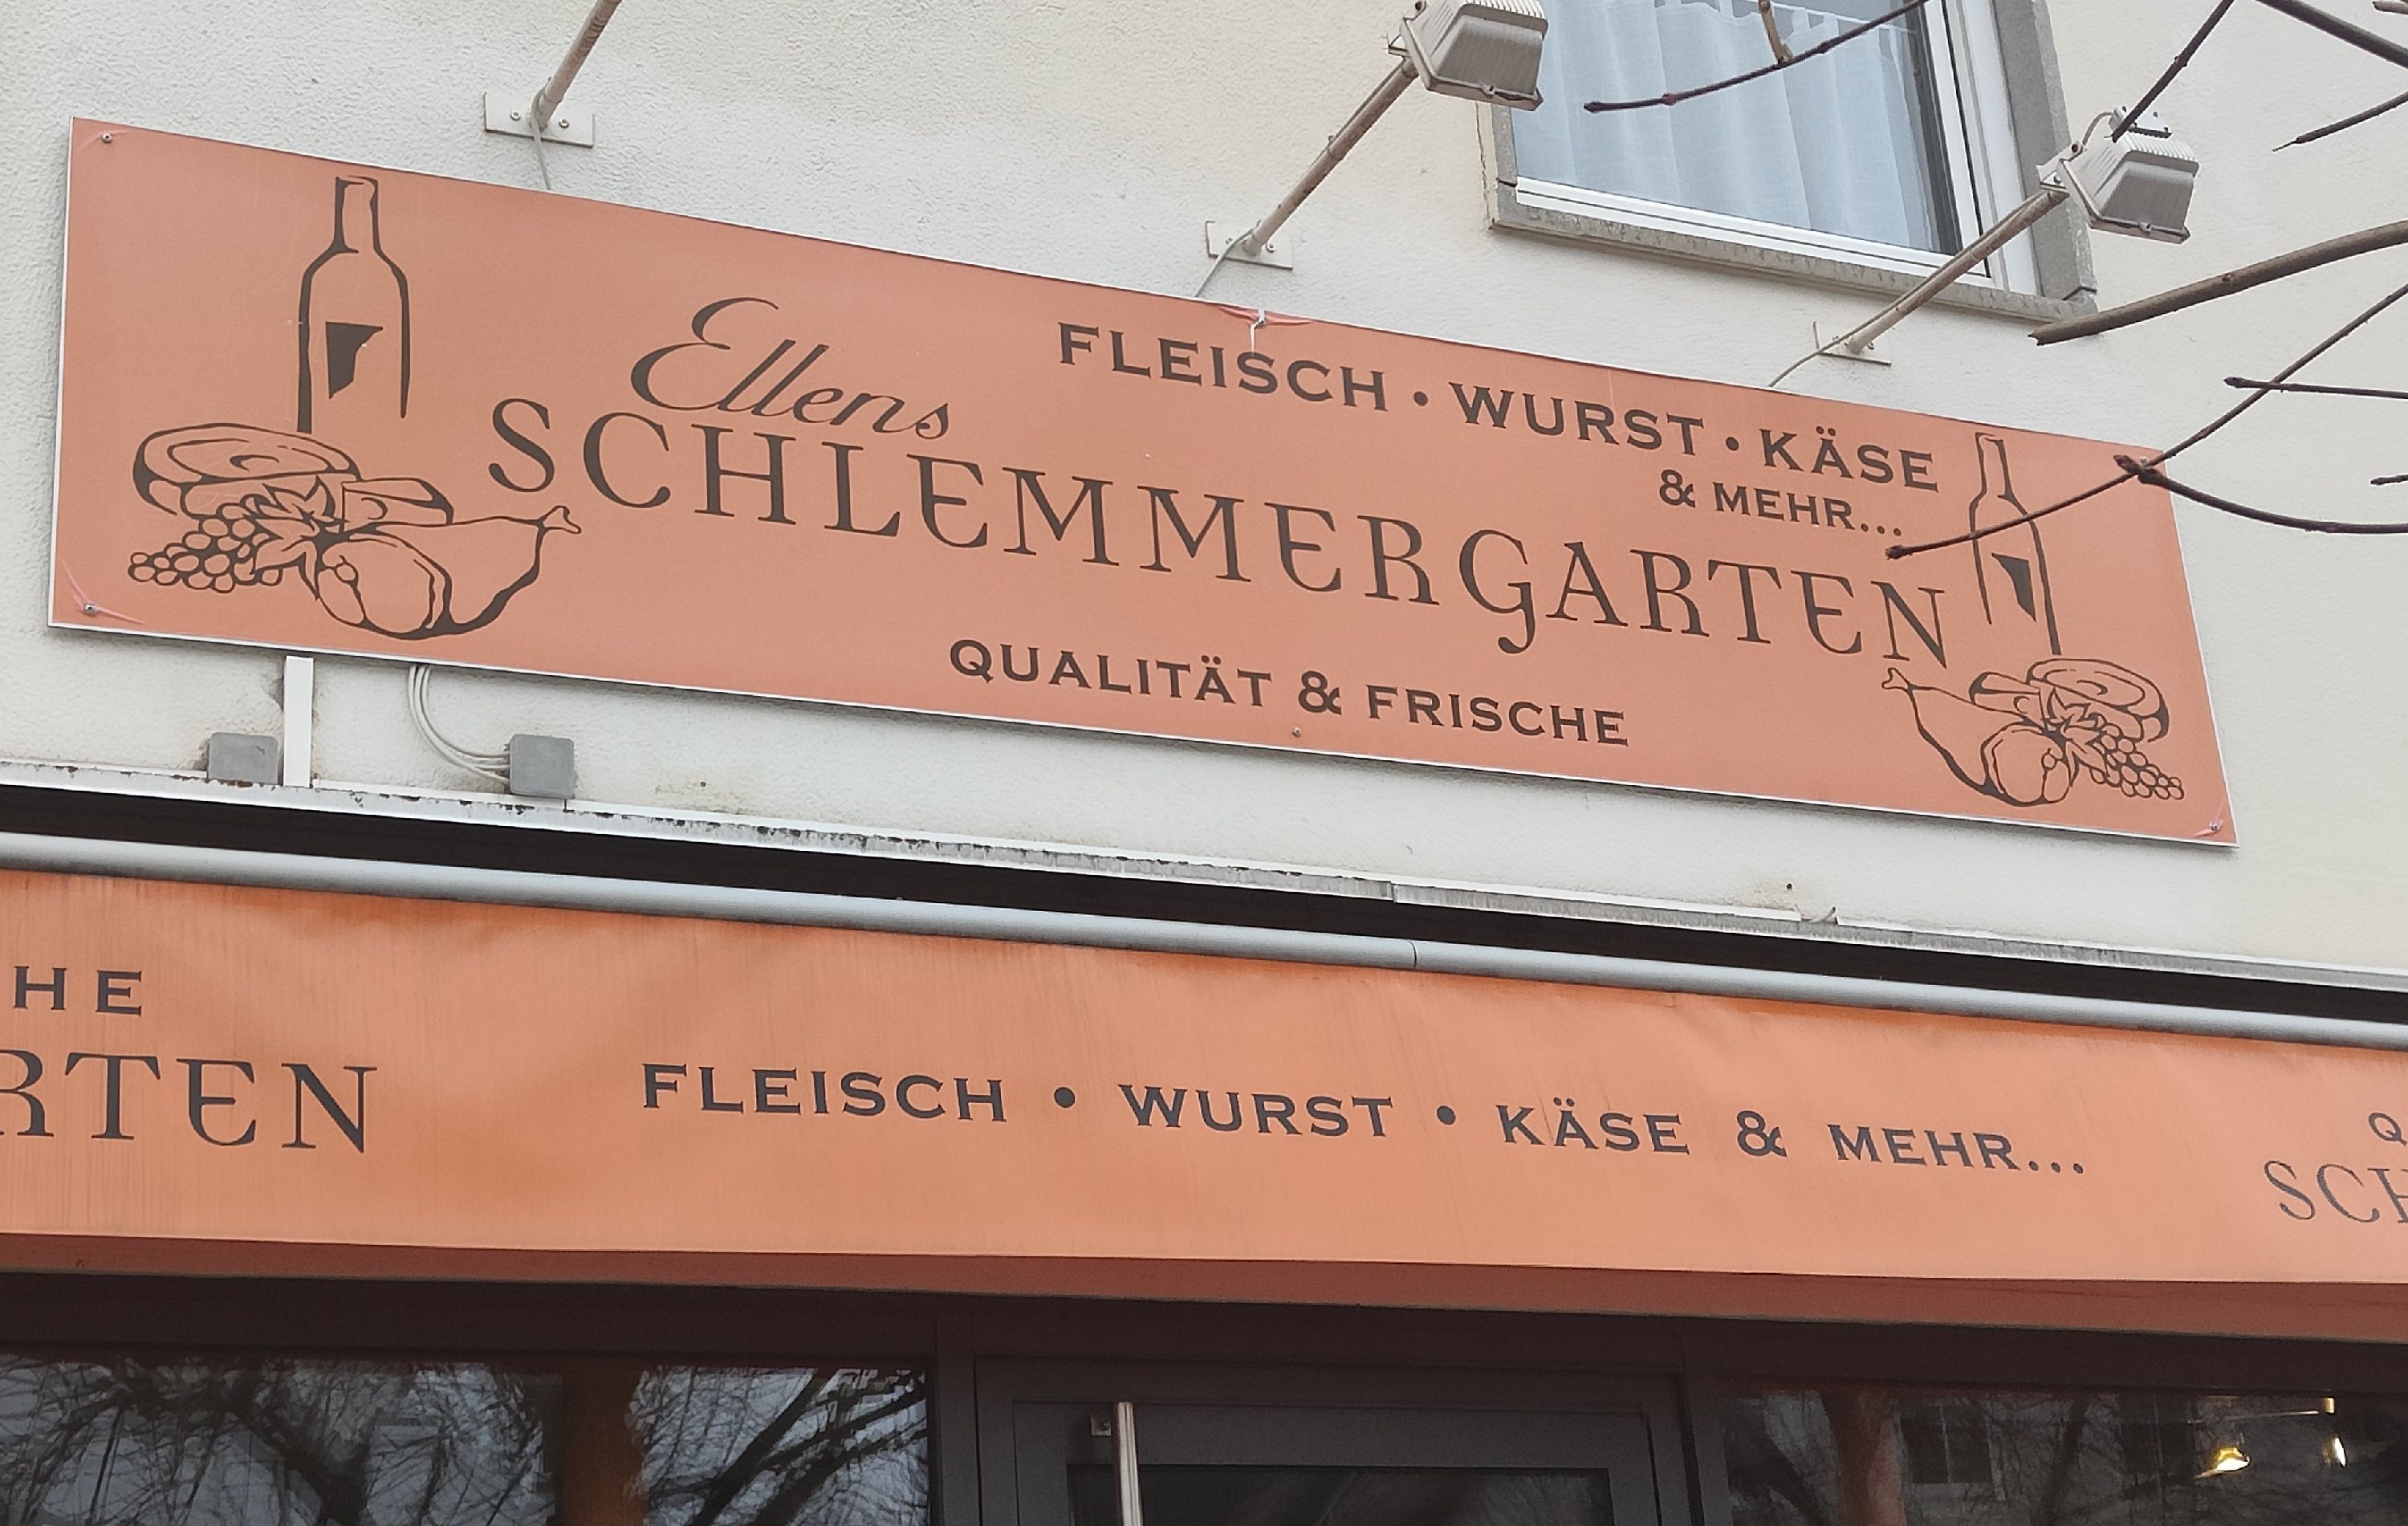 Ellens
FLEISCH • WURST • KÄSE
& MEHR...
SCHLEMMERGARTEN
QUALITÄT & FRISCHE
HE
RTEN
FLEISCH • WURST • KÄSE & MEHR...
Q
SCH